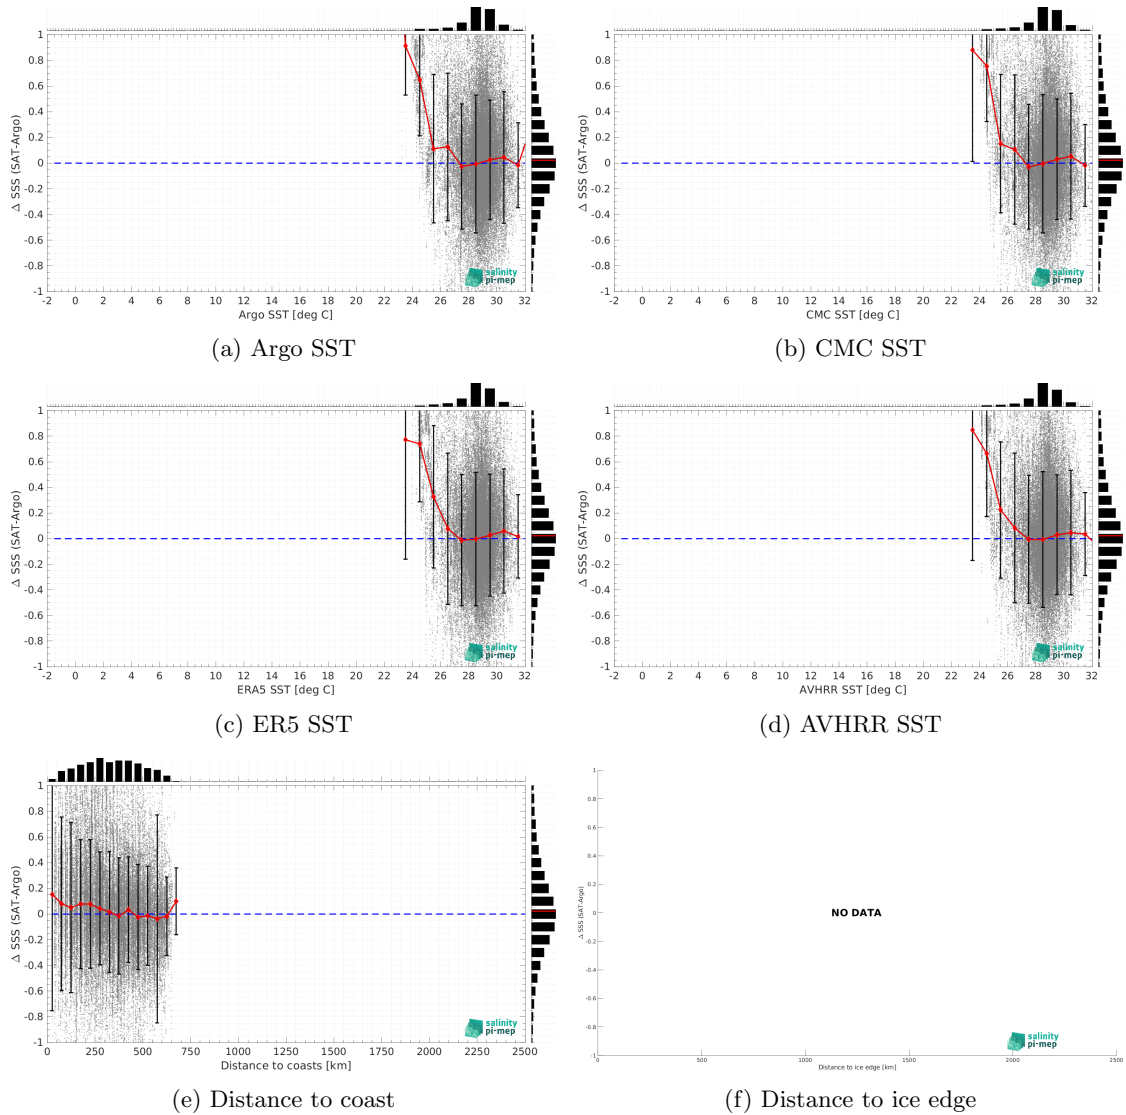 1
0.8
0.6
0.4
0.2
0
-0.2
-0.4
-0.6
-0.8
-1
Δ SSS (SAT-Argo)
salinity
pi-mep
-2 0 2 4 6 8 10 12 14 16 18 20 22 24 26 28 30 32
Argo SST [deg C]
(a) Argo SST
1
0.8
0.6
0.4
0.2
0
-0.2
-0.4
-0.6
-0.8
-1
Δ SSS (SAT-Argo)
salinity
pi-mep
-2 0 2 4 6 8 10 12 14 16 18 20 22 24 26 28 30 32
CMC SST [deg C]
(b) CMC SST
1
0.8
0.6
0.4
0.2
0
-0.2
-0.4
-0.6
-0.8
-1
Δ SSS (SAT-Argo)
salinity
pi-mep
-2 0 2 4 6 8 10 12 14 16 18 20 22 24 26 28 30 32
ERA5 SST [deg C]
(c) ER5 SST
1
0.8
0.6
0.4
0.2
0
-0.2
-0.4
-0.6
-0.8
-1
Δ SSS (SAT-Argo)
salinity
pi-mep
-2 0 2 4 6 8 10 12 14 16 18 20 22 24 26 28 30 32
AVHRR SST [deg C]
(d) AVHRR SST
1
0.8
0.6
0.4
0.2
0
-0.2
-0.4
-0.6
-0.8
-1
Δ SSS (SAT-Argo)
salinity
pi-mep
0 250 500 750 1000 1250 1500 1750 2000 2250 2500
Distance to coasts [km]
(e) Distance to coast
1
0.8
0.6
0.4
0.2
0
-0.2
-0.4
-0.6
-0.8
-1
Δ SSS (SAT-Argo)
NO DATA
salinity
pi-mep
0 500 1000 1500 2000 2500
Distance to ice edge [km]
(f) Distance to ice edge